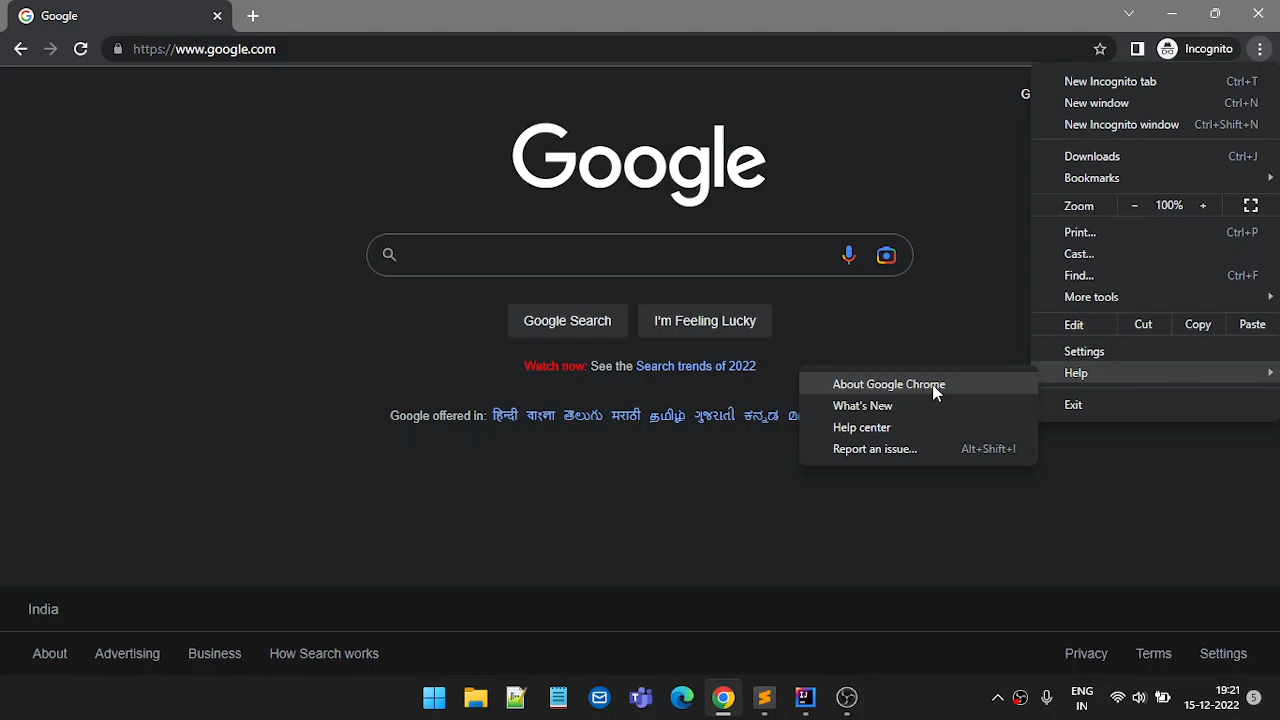 Google
https://www.google.com
Incognito
New Incognito tab Ctrl+T
New window Ctrl+N
New Incognito window Ctrl+Shift+N
Downloads Ctrl+J
Bookmarks
Zoom - 100% +
Print... Ctrl+P
Cast...
Find... Ctrl+F
More tools
Edit Cut Copy Paste
Settings
Help
Exit
About Google Chrome
What's New
Help center
Report an issue... Alt+Shift+I
G
Google
Google Search I'm Feeling Lucky
Watch now: See the Search trends of 2022
Google offered in: हिन्दी বাংলা తెలుగు मराठी தமிழ் ગુજરાતી ಕನ್ನಡ
India
About Advertising Business How Search works
Privacy Terms Settings
ENG
IN
19:21
15-12-2022
5